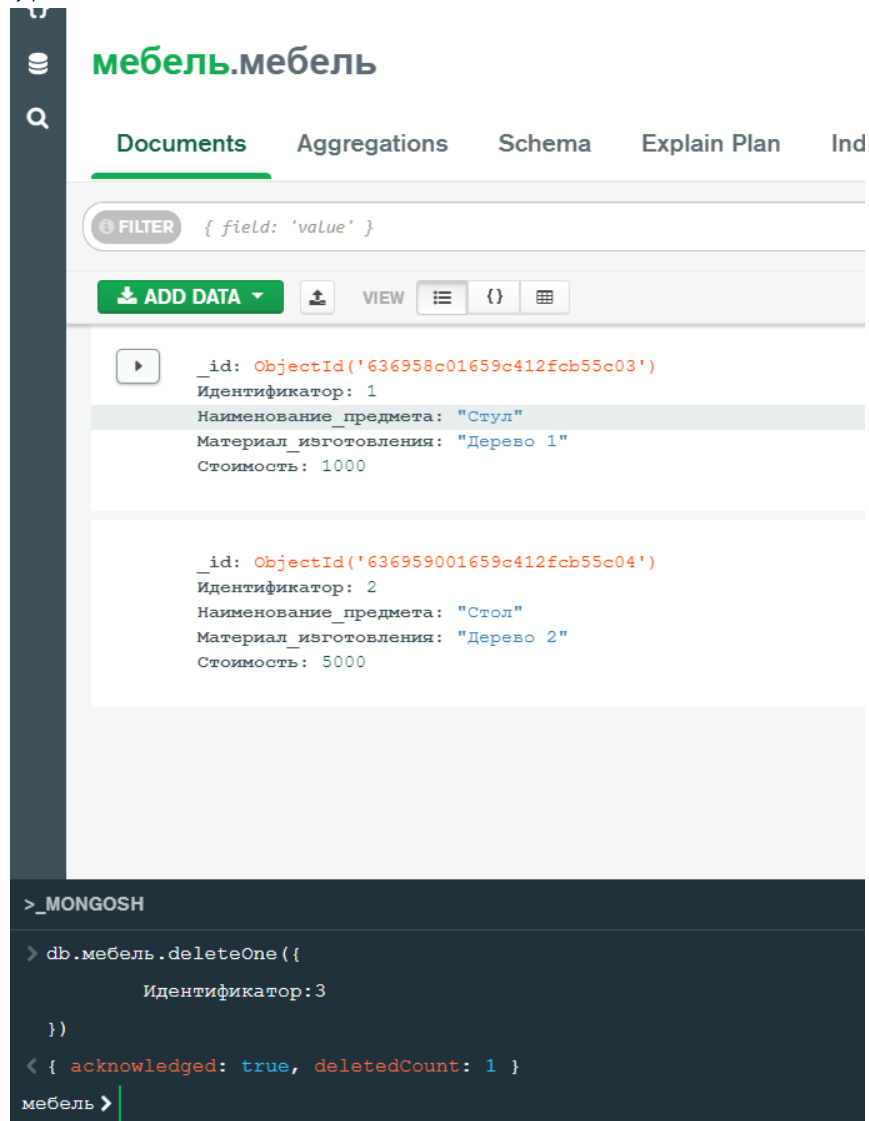 мебель.мебель
Documents Aggregations Schema Explain Plan Ind
FILTER { field: 'value' }
ADD DATA VIEW {}
_id: ObjectId('636958c01659c412fcb55c03')
Идентификатор: 1
Наименование_предмета: "Стул"
Материал_изготовления: "Дерево 1"
Стоимость: 1000
_id: ObjectId('636959001659c412fcb55c04')
Идентификатор: 2
Наименование_предмета: "Стол"
Материал_изготовления: "Дерево 2"
Стоимость: 5000
>_MONGOSH
> db.мебель.deleteOne({
Идентификатор:3
})
< { acknowledged: true, deletedCount: 1 }
мебель >